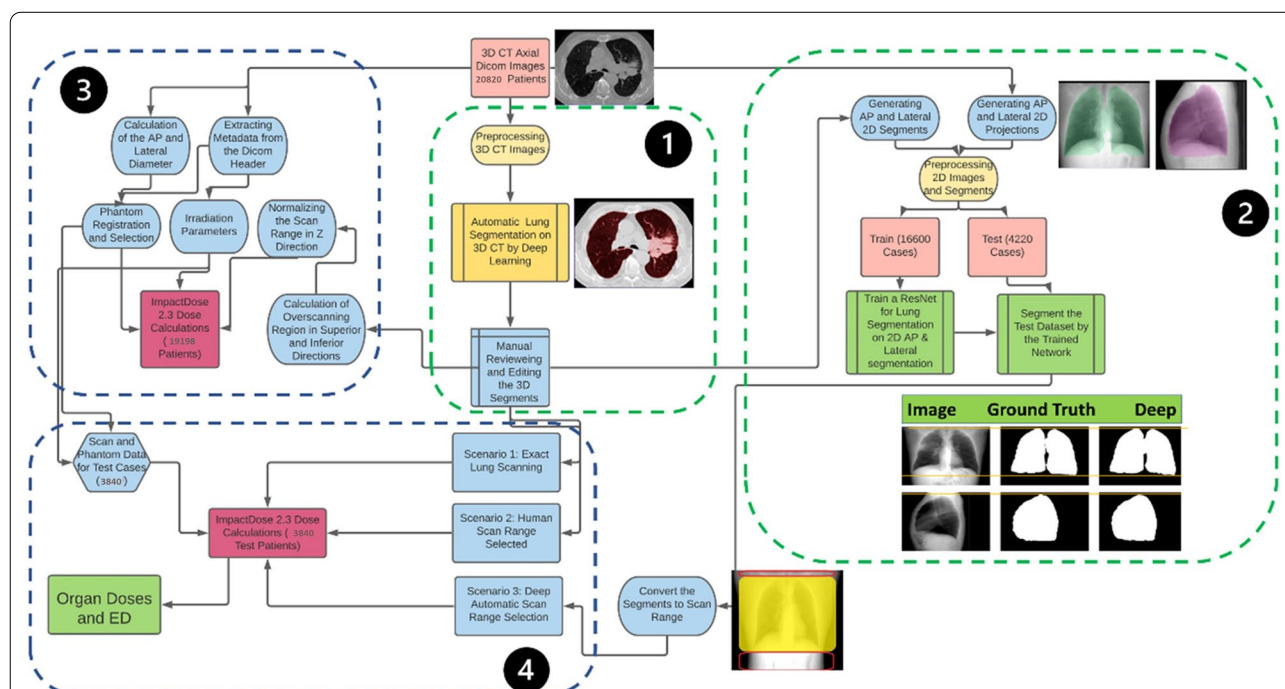 3D CT Axial
Dicom Images
20820 Patients
3
Calculation
of the AP and
Lateral
Diameter
Extracting
Metadata from
the Dicom
Header
Phantom
Registration
and Selection
Irradiation
Parameters
Normalizing
the Scan
Range in Z
Direction
ImpactDose
2.3 Dose
Calculations
( 19198
Patients)
Calculation of
Overscanning
Region in Superior
and Inferior
Directions
1
Preprocessing
3D CT Images
Automatic Lung
Segmentation on
3D CT by Deep
Learning
Manual
Revieweing
and Editing
the 3D
Segments
2
Generating
AP and Lateral
2D Segments
Generating AP
and Lateral 2D
Projections
Preprocessing
2D Images
and Segments
Train (16600
Cases)
Test (4220
Cases)
Train a ResNet
for Lung
Segmentation
on 2D AP &
Lateral
segmentation
Segment the
Test Dataset by
the Trained
Network
Image Ground Truth Deep
Scan and
Phantom Data
for Test Cases
(3840)
Scenario 1: Exact
Lung Scanning
Scenario 2: Human
Scan Range
Selected
Scenario 3: Deep
Automatic Scan
Range Selection
ImpactDose 2.3 Dose
Calculations ( 3840
Test Patients)
Organ Doses
and ED
Convert the
Segments to Scan
Range
4